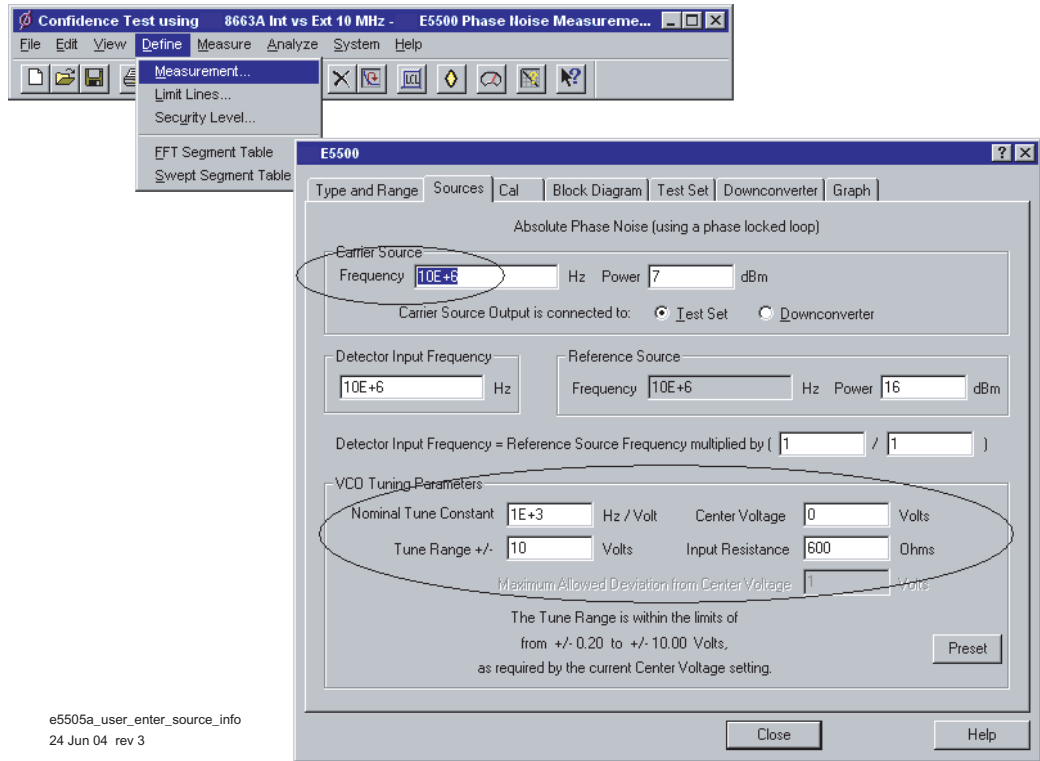 Confidence Test using 8663A Int vs Ext 10 MHz - E5500 Phase Noise Measureme...
File Edit View Define Measure Analyze System Help
Measurement...
Limit Lines...
Security Level...
FFT Segment Table
Swept Segment Table
E5500
Type and Range Sources Cal Block Diagram Test Set Downconverter Graph
Absolute Phase Noise (using a phase locked loop)
Carrier Source
Frequency 10E+6 Hz Power 7 dBm
Carrier Source Output is connected to: Test Set Downconverter
Detector Input Frequency
10E+6 Hz
Reference Source
Frequency 10E+6 Hz Power 16 dBm
Detector Input Frequency = Reference Source Frequency multiplied by ( 1 / 1 )
VCO Tuning Parameters
Nominal Tune Constant 1E+3 Hz / Volt Center Voltage 0 Volts
Tune Range +/- 10 Volts Input Resistance 600 Ohms
Maximum Allowed Deviation from Center Voltage 1 Volts
The Tune Range is within the limits of
from +/- 0.20 to +/- 10.00 Volts,
as required by the current Center Voltage setting.
Preset
Close Help
e5505a_user_enter_source_info
24 Jun 04 rev 3